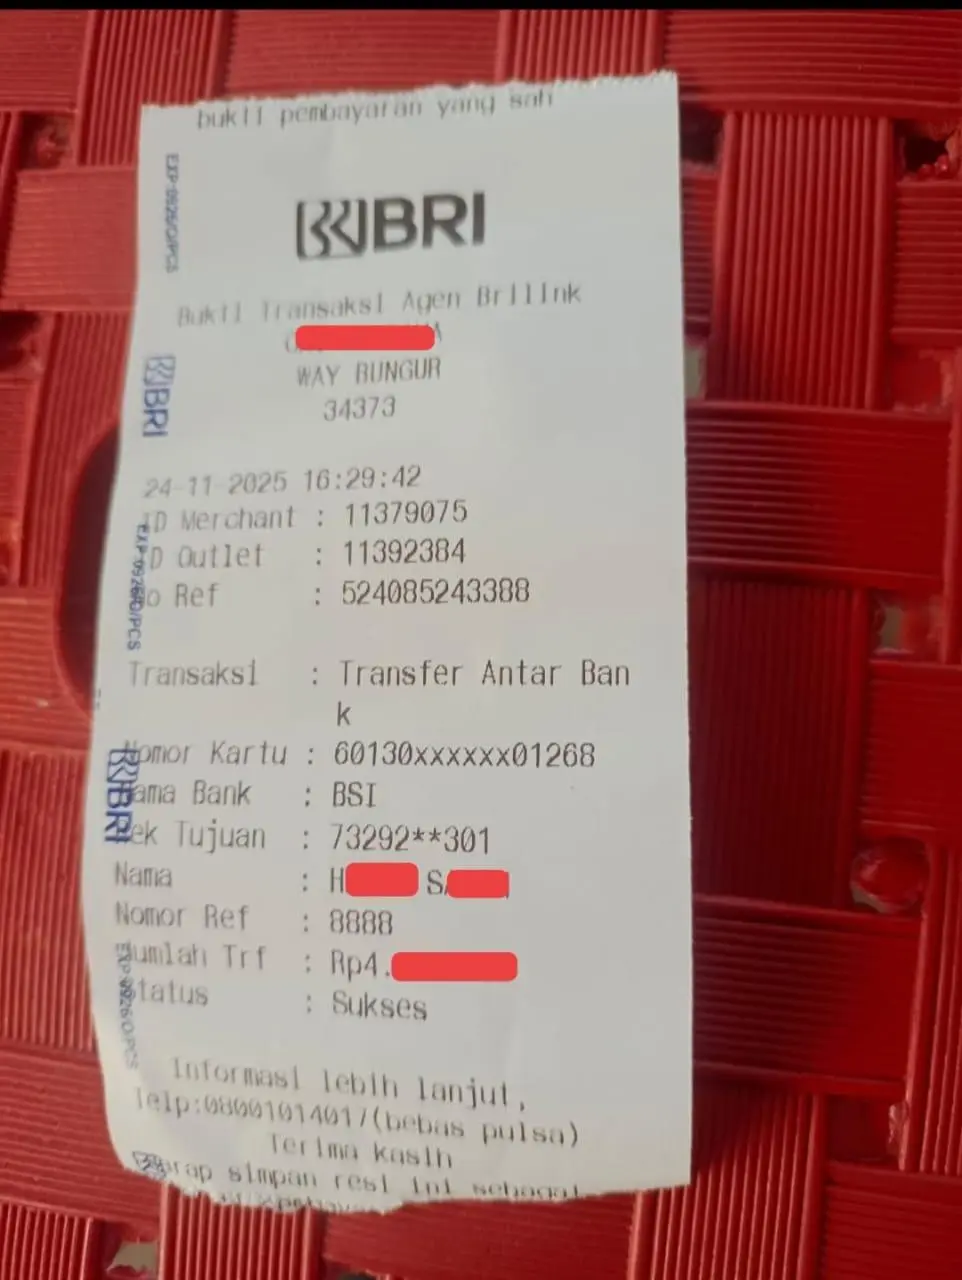 bukti pembayaran yang sah
BRI
Bukti Transaksi Agen Brilink
WAY BUNGUR
34373
24-11-2025 16:29:42
ID Merchant : 11379075
ID Outlet : 11392384
No Ref : 524085243388
Transaksi : Transfer Antar Ban
k
Nomor Kartu : 60130xxxxxx01268
Nama Bank : BSI
Rek Tujuan : 73292**301
Nama : H S
Nomor Ref : 8888
Jumlah Trf : Rp4.
Status : Sukses
Informasi lebih lanjut,
Telp:08001014017(bebas pulsa)
Terima kasih
Harap simpan resi ini sebagai
BRI
BRI